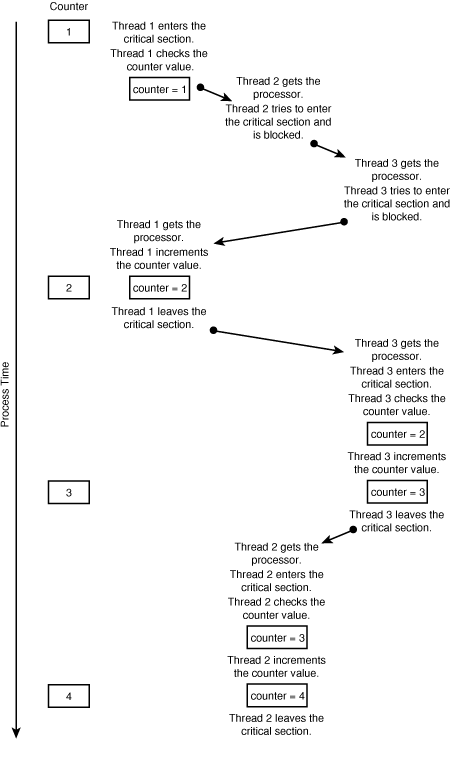 Counter
1
Thread 1 enters the
critical section.
Thread 1 checks the
counter value.
counter = 1
Thread 2 gets the
processor.
Thread 2 tries to enter
the critical section and
is blocked.
Thread 3 gets the
processor.
Thread 3 tries to enter
the critical section and
is blocked.
Thread 1 gets the
processor.
Thread 1 increments
the counter value.
2
counter = 2
Thread 1 leaves the
critical section.
Thread 3 gets the
processor.
Thread 3 enters the
critical section.
Thread 3 checks the
counter value.
counter = 2
Thread 3 increments
the counter value.
3
counter = 3
Thread 3 leaves the
critical section.
Thread 2 gets the
processor.
Thread 2 enters the
critical section.
Thread 2 checks the
counter value.
counter = 3
Thread 2 increments
the counter value.
4
counter = 4
Thread 2 leaves the
critical section.
Process Time